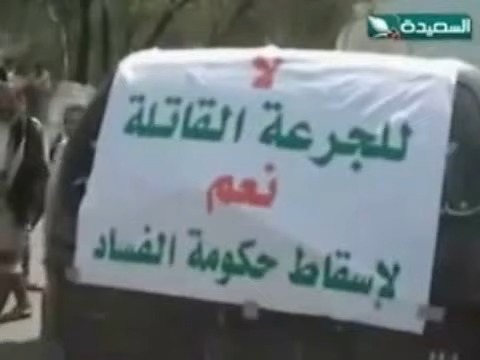 السعيدة
لا
للجرعة القاتلة
نعم
لإسقاط حكومة الفساد